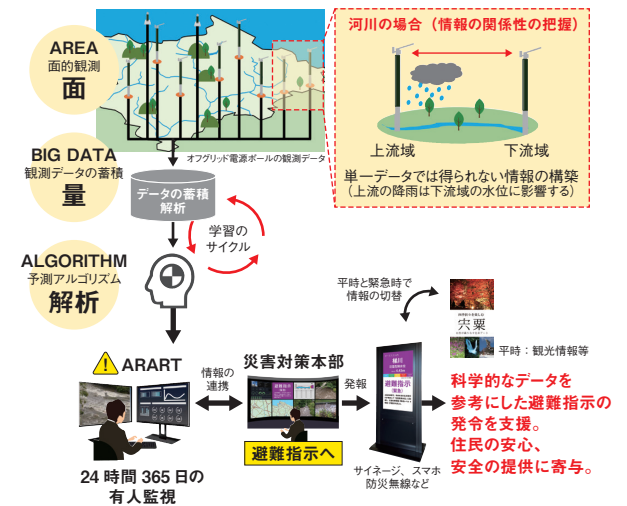 AREA
面的観測
面
BIG DATA
観測データの蓄積
量
ALGORITHM
予測アルゴリズム
解析
オフグリッド電源ポールの観測データ
河川の場合（情報の関係性の把握）
上流域
下流域
単一データでは得られない情報の構築
（上流の降雨は下流域の水位に影響する）
データの蓄積
解析
学習の
サイクル
平時と緊急時で
情報の切替
宍粟
平時：観光情報等
ARART
情報の
連携
災害対策本部
発報
避難指示
避難指示へ
24時間365日の
有人監視
サイネージ、スマホ
防災無線など
科学的なデータを
参考にした避難指示の
発令を支援。
住民の安心、
安全の提供に寄与。